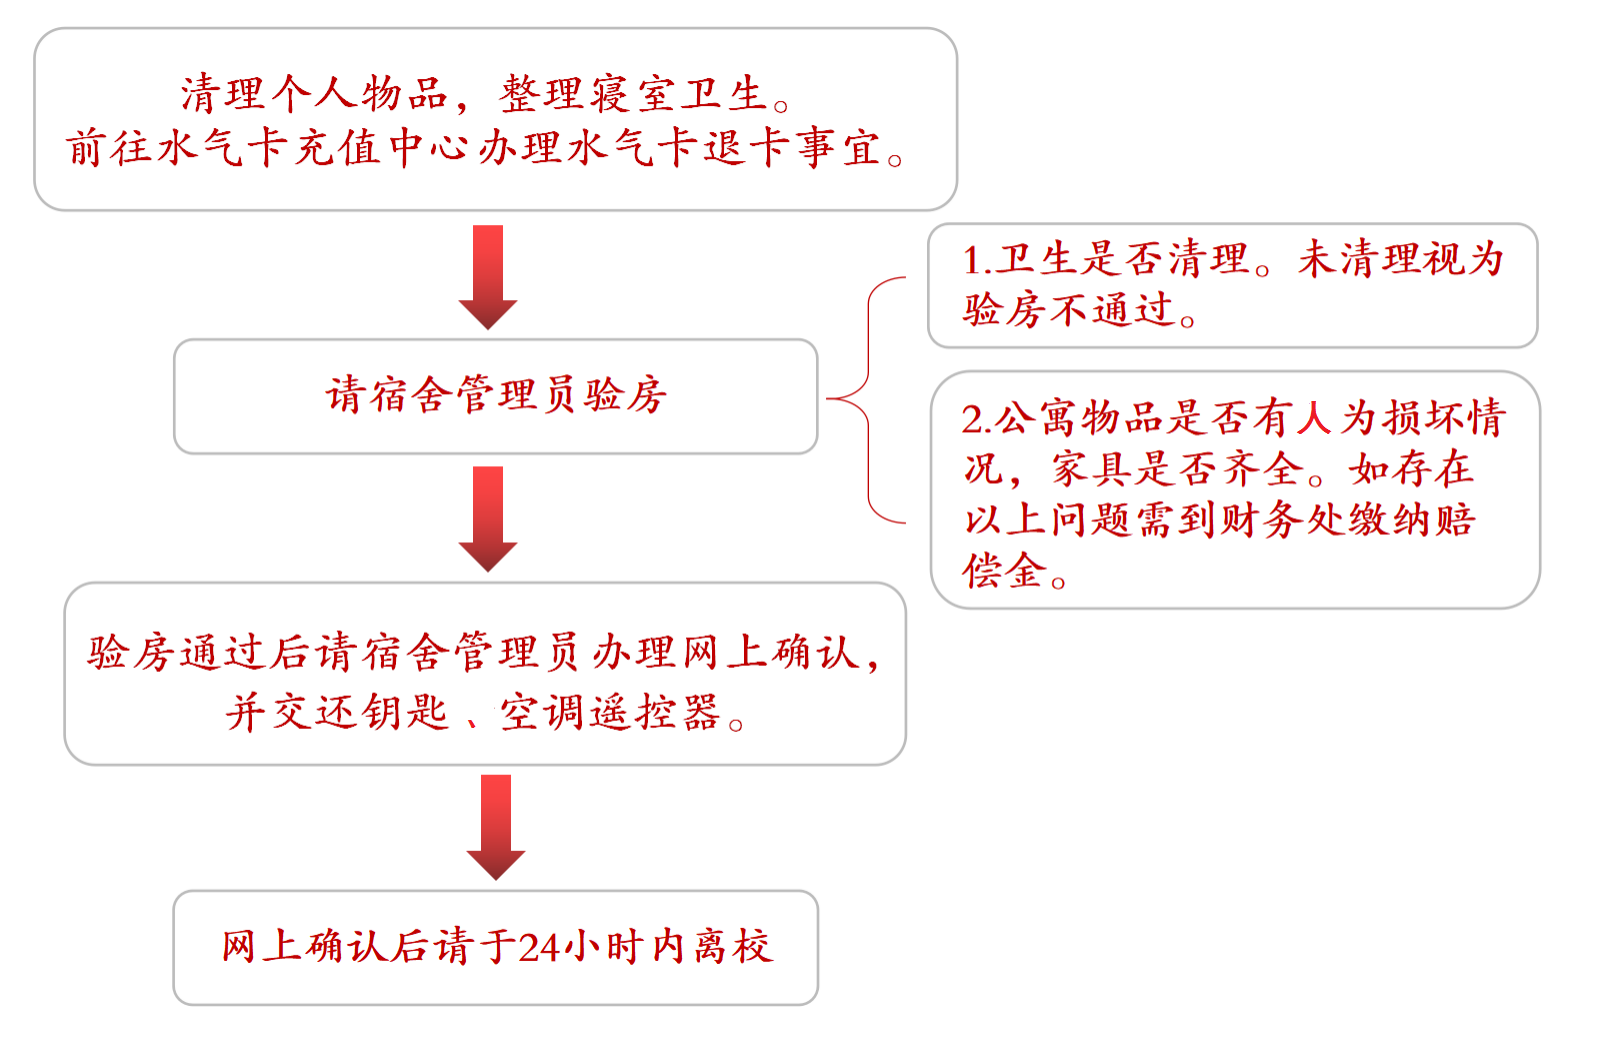 清理个人物品，整理寝室卫生。
前往水气卡充值中心办理水气卡退卡事宜。
请宿舍管理员验房
1.卫生是否清理。未清理视为
验房不通过。
2.公寓物品是否有人为损坏情
况，家具是否齐全。如存在
以上问题需到财务处缴纳赔
偿金。
验房通过后请宿舍管理员办理网上确认，
并交还钥匙、空调遥控器。
网上确认后请于24小时内离校